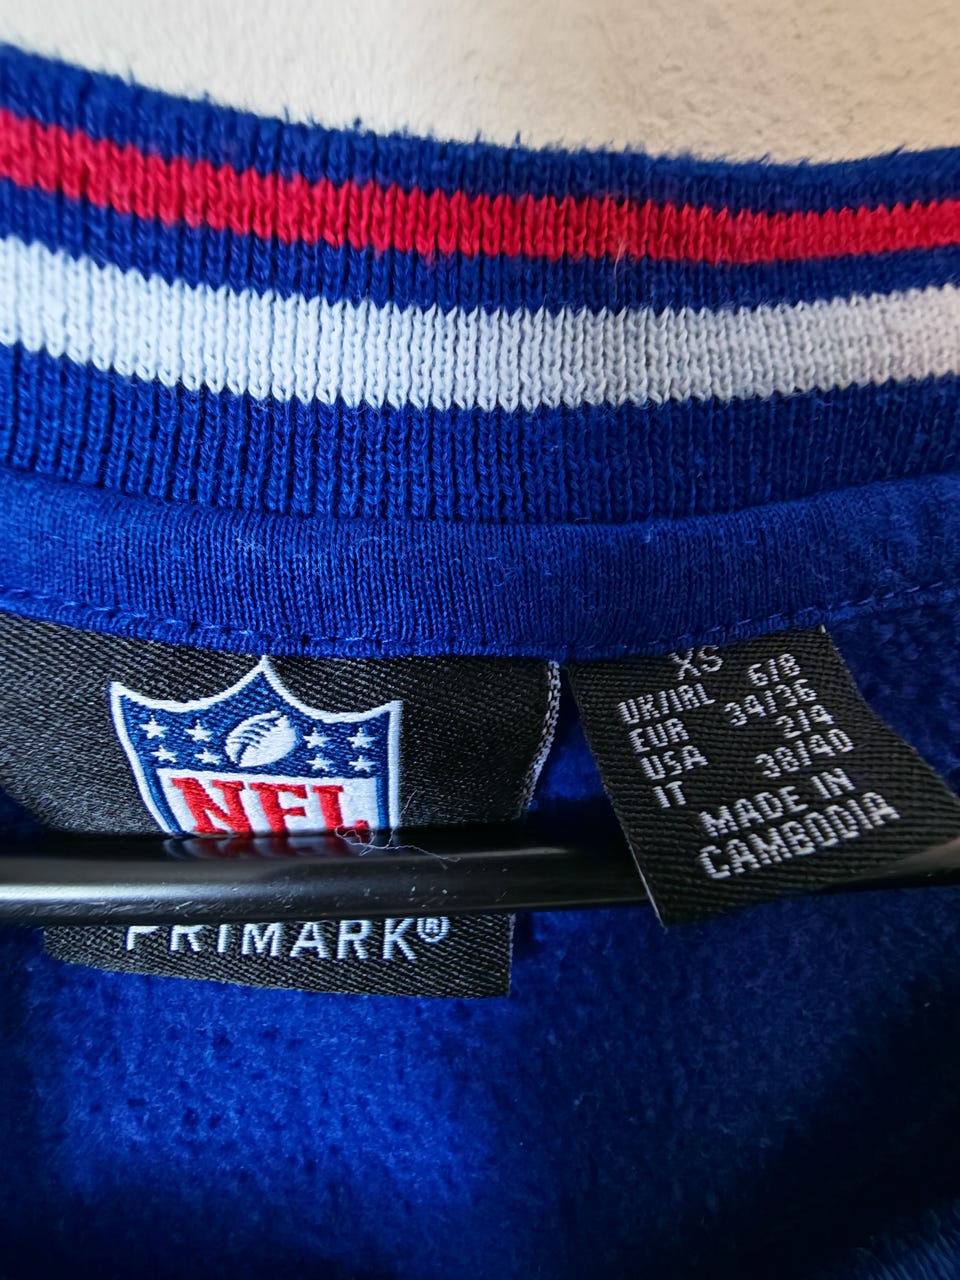 NFL
PRIMARK®
XS
UK/IRL 6/8
EUR 34/36
USA 2/4
IT 38/40
MADE IN
CAMBODIA